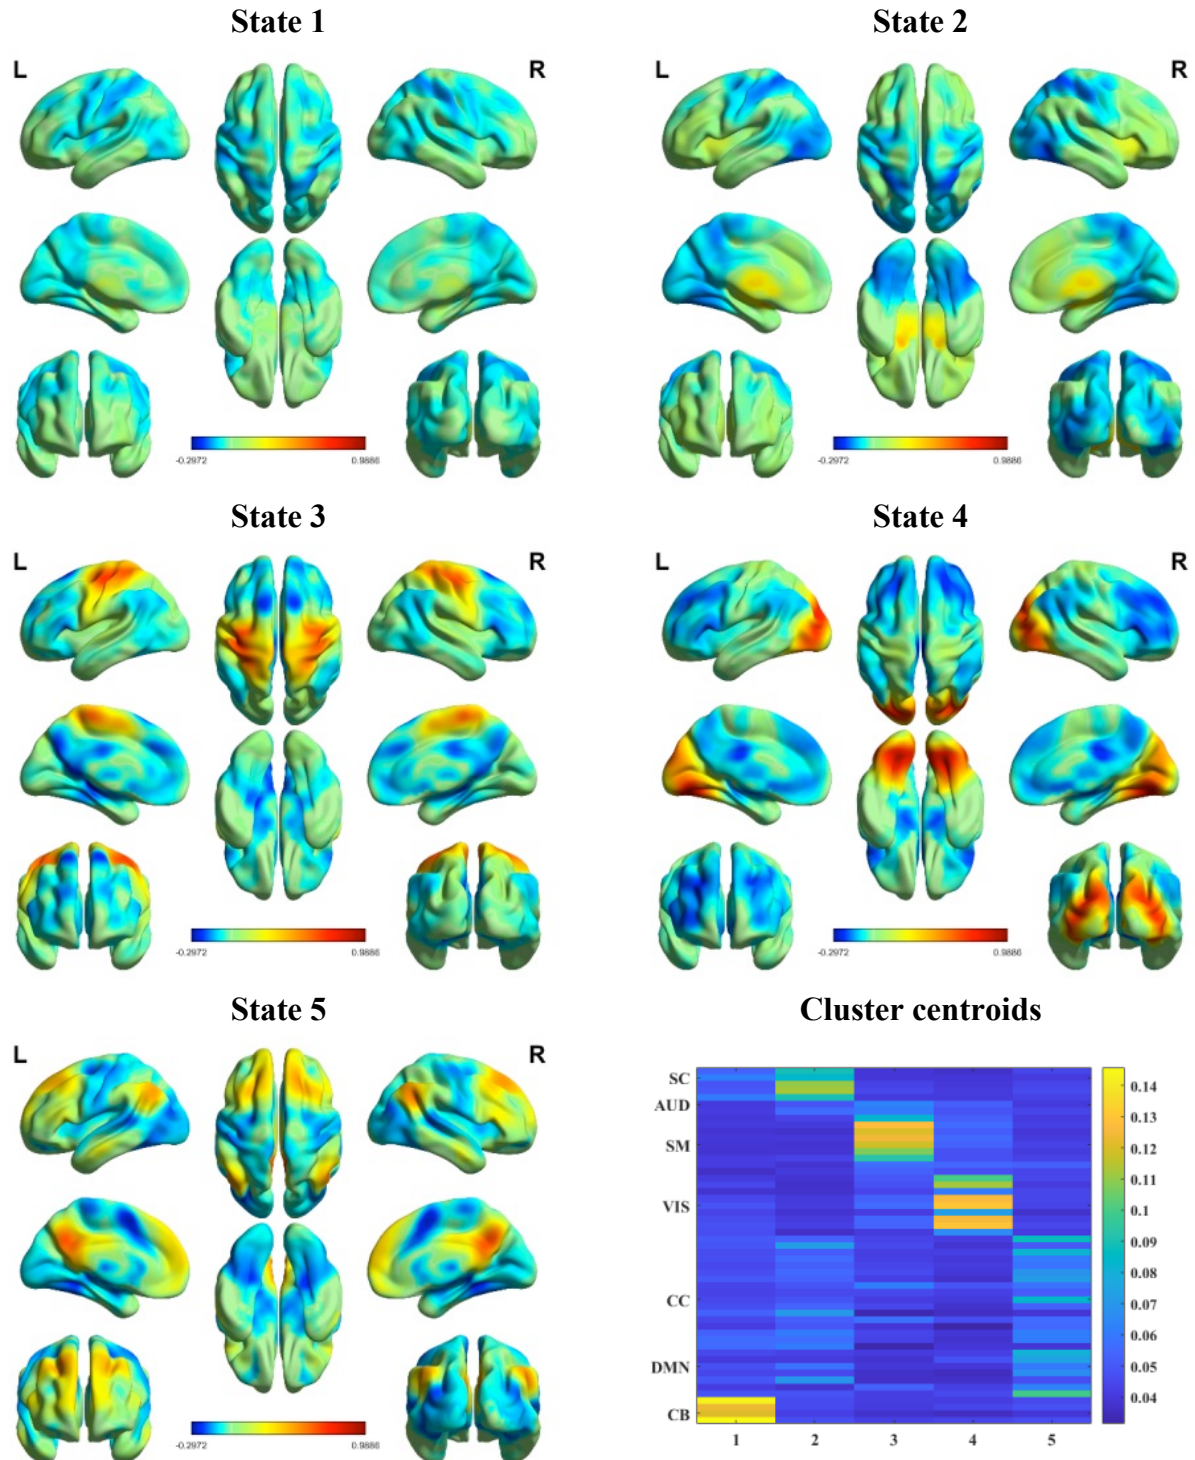 State 1
State 2
L
R
L
R
-0.2972
0.9886
-0.2972
0.9886
State 3
State 4
L
R
L
R
-0.2972
0.9886
-0.2972
0.9886
State 5
Cluster centroids
L
R
-0.2972
0.9886
SC
AUD
SM
VIS
CC
DMN
CB
1 2 3 4 5
0.14
0.13
0.12
0.11
0.1
0.09
0.08
0.07
0.06
0.05
0.04